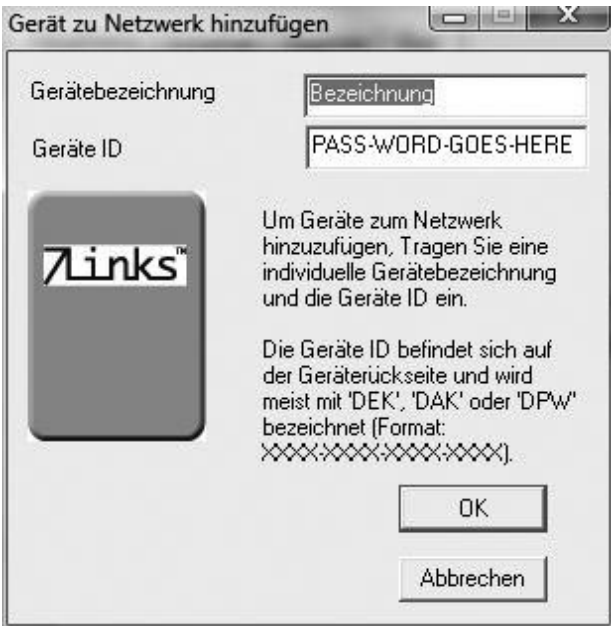 Gerät zu Netzwerk hinzufügen
Gerätebezeichnung
Bezeichnung
Geräte ID
PASS-WORD-GOES-HERE
7Links™
Um Geräte zum Netzwerk
hinzuzufügen, Tragen Sie eine
individuelle Gerätebezeichnung
und die Geräte ID ein.
Die Geräte ID befindet sich auf
der Geräterückseite und wird
meist mit 'DEK', 'DAK' oder 'DPW'
bezeichnet (Format:
XXXX-XXXX-XXXX-XXXX).
OK
Abbrechen